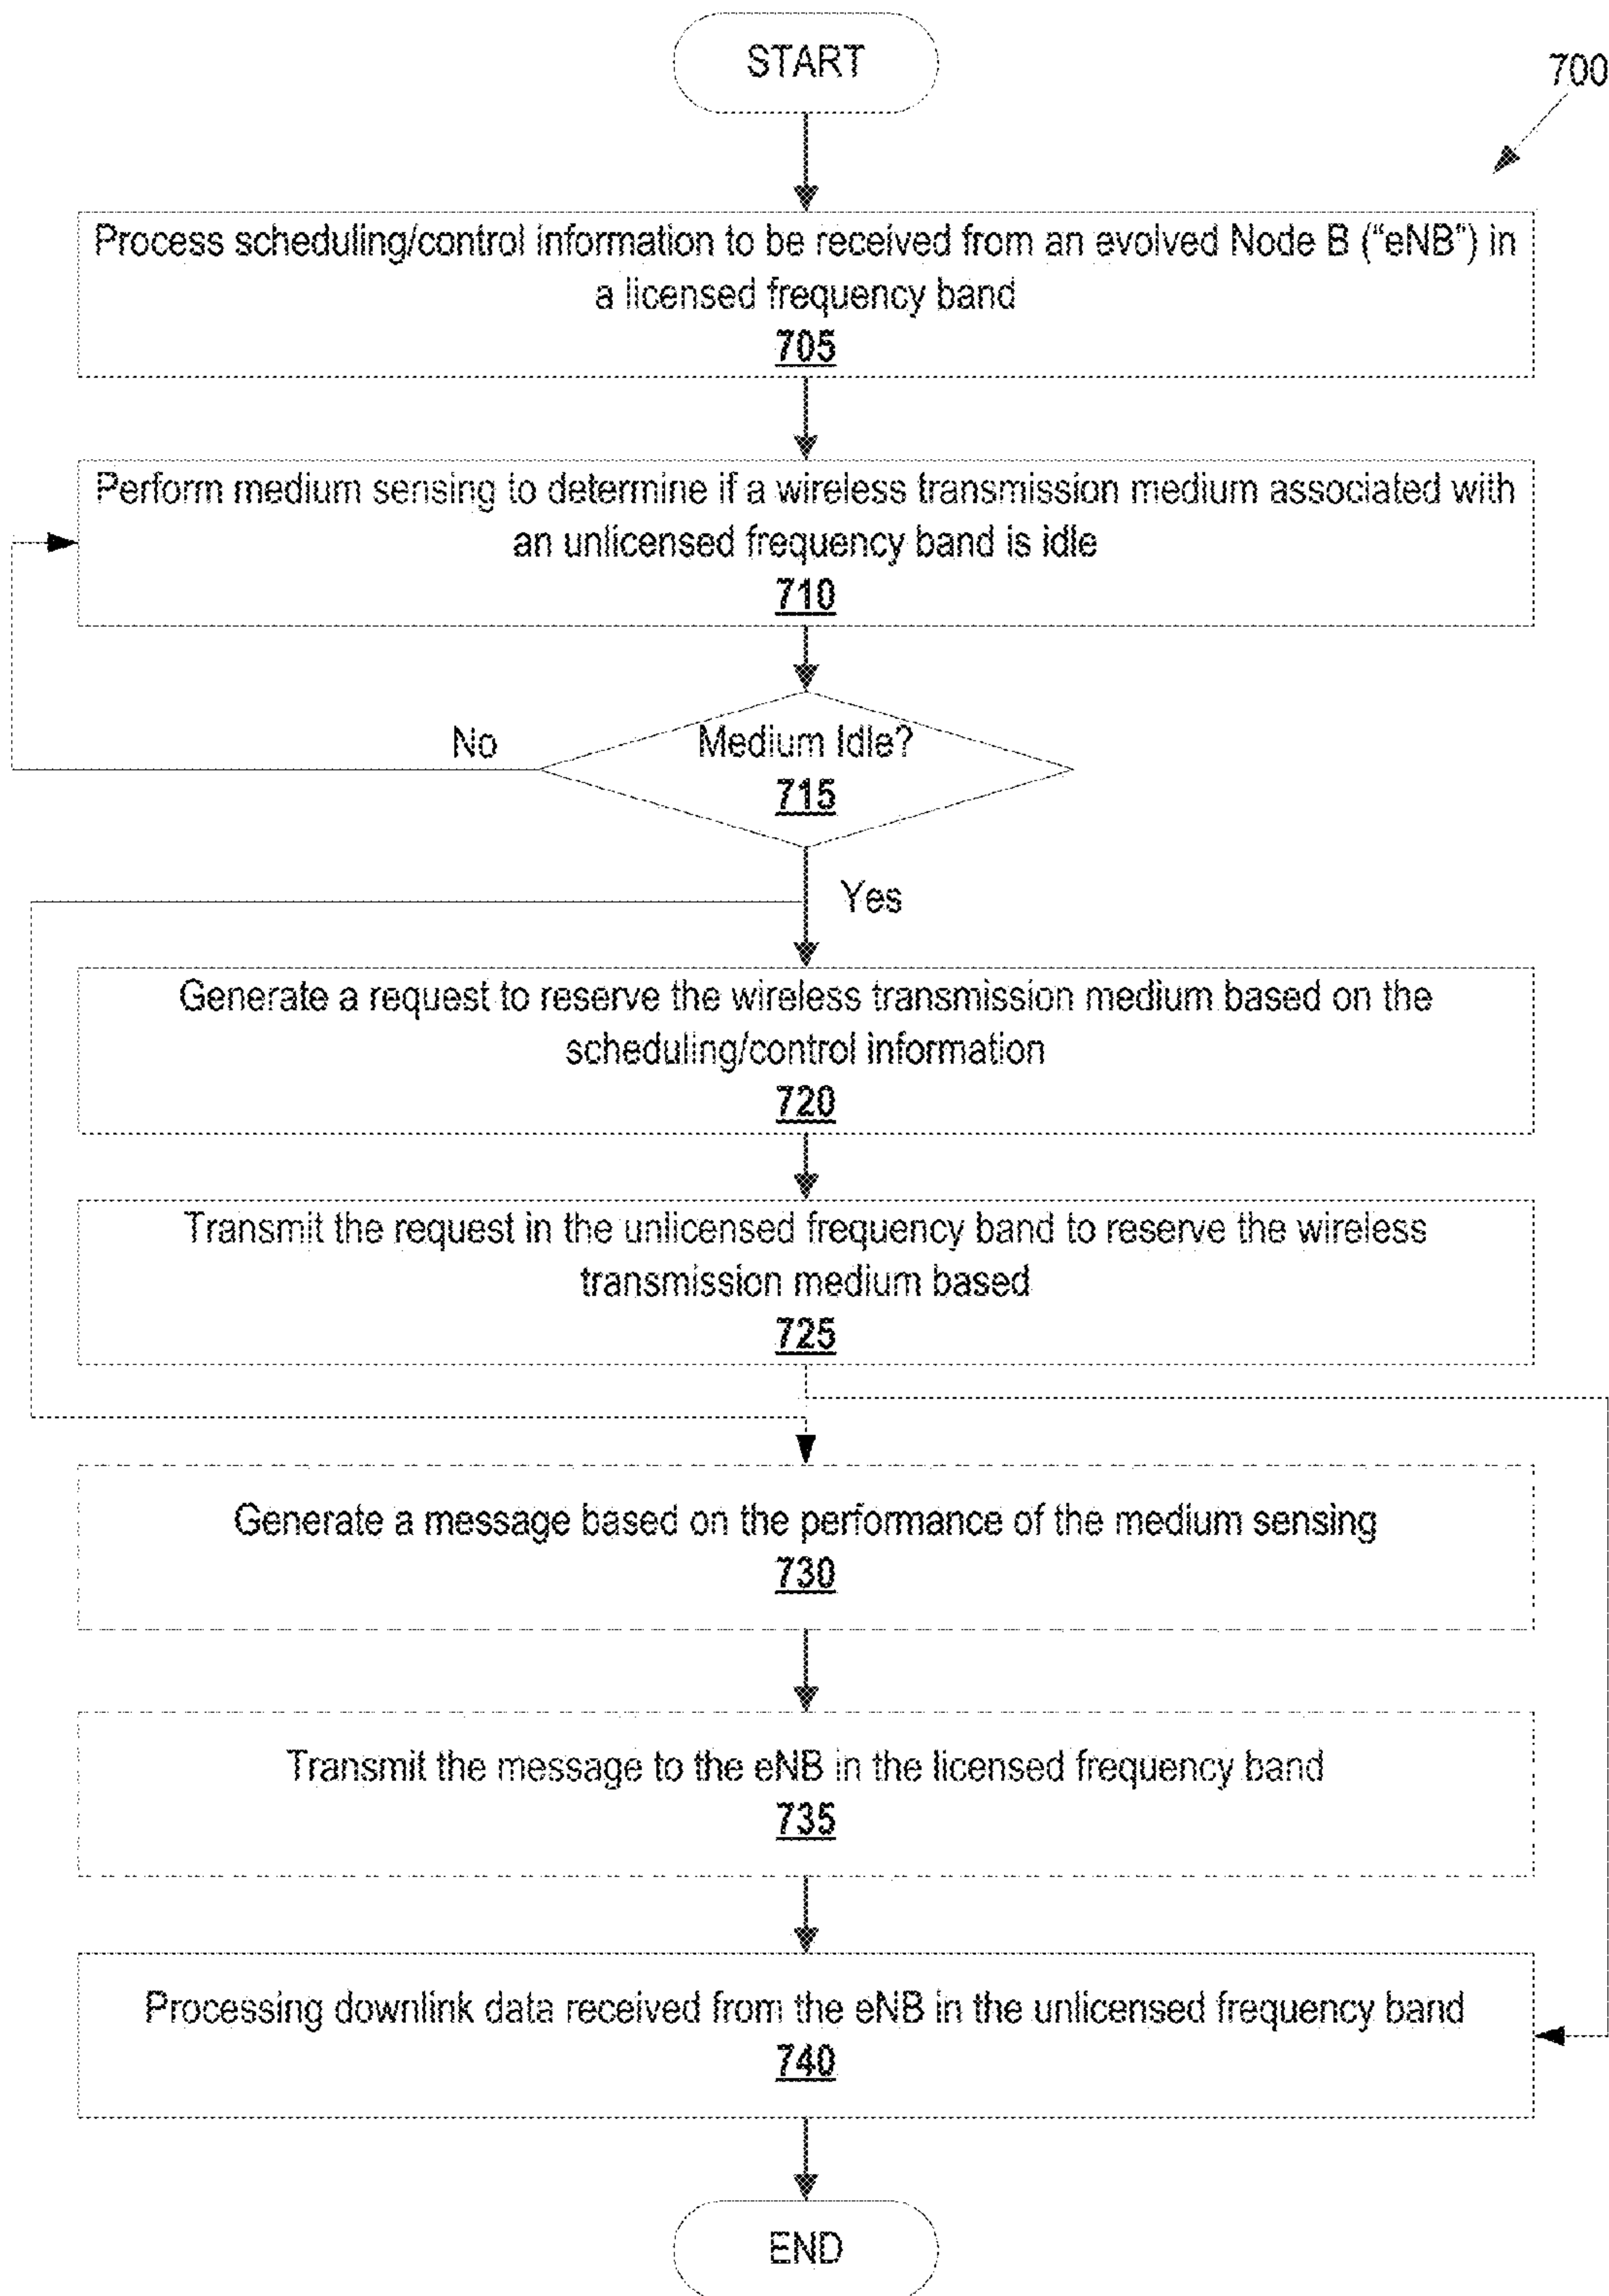 START
700
Process scheduling/control information to be received from an evolved Node B (“eNB”) in
a licensed frequency band
705
Perform medium sensing to determine if a wireless transmission medium associated with
an unlicensed frequency band is idle
710
No
Medium Idle?
715
Yes
Generate a request to reserve the wireless transmission medium based on the
scheduling/control information
720
Transmit the request in the unlicensed frequency band to reserve the wireless
transmission medium based
725
Generate a message based on the performance of the medium sensing
730
Transmit the message to the eNB in the licensed frequency band
735
Processing downlink data received from the eNB in the unlicensed frequency band
740
END